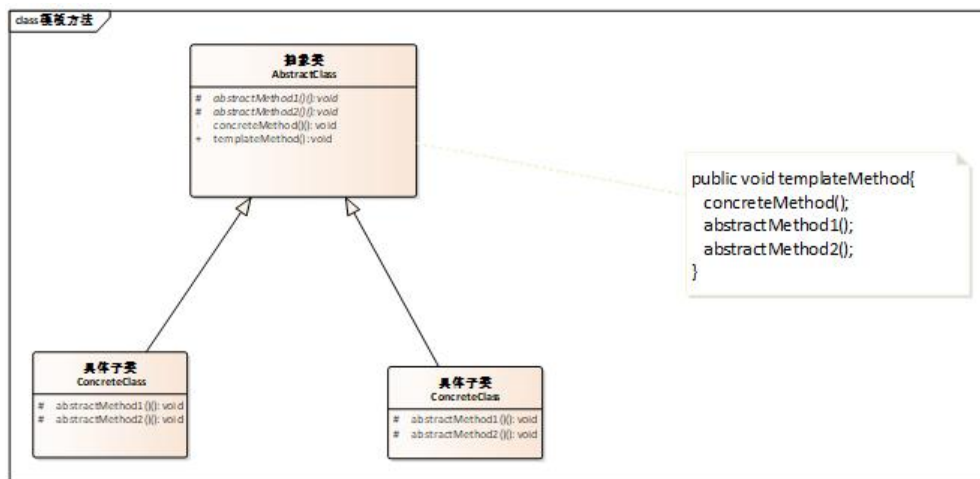 class 模板方法
抽象类
AbstractClass
# abstractMethod1()(): void
# abstractMethod2()(): void
- concreteMethod()(): void
+ templateMethod(): void
public void templateMethod{
concreteMethod();
abstractMethod1();
abstractMethod2();
}
具体子类
ConcreteClass
# abstractMethod1()(): void
# abstractMethod2()(): void
具体子类
ConcreteClass
# abstractMethod1()(): void
# abstractMethod2()(): void